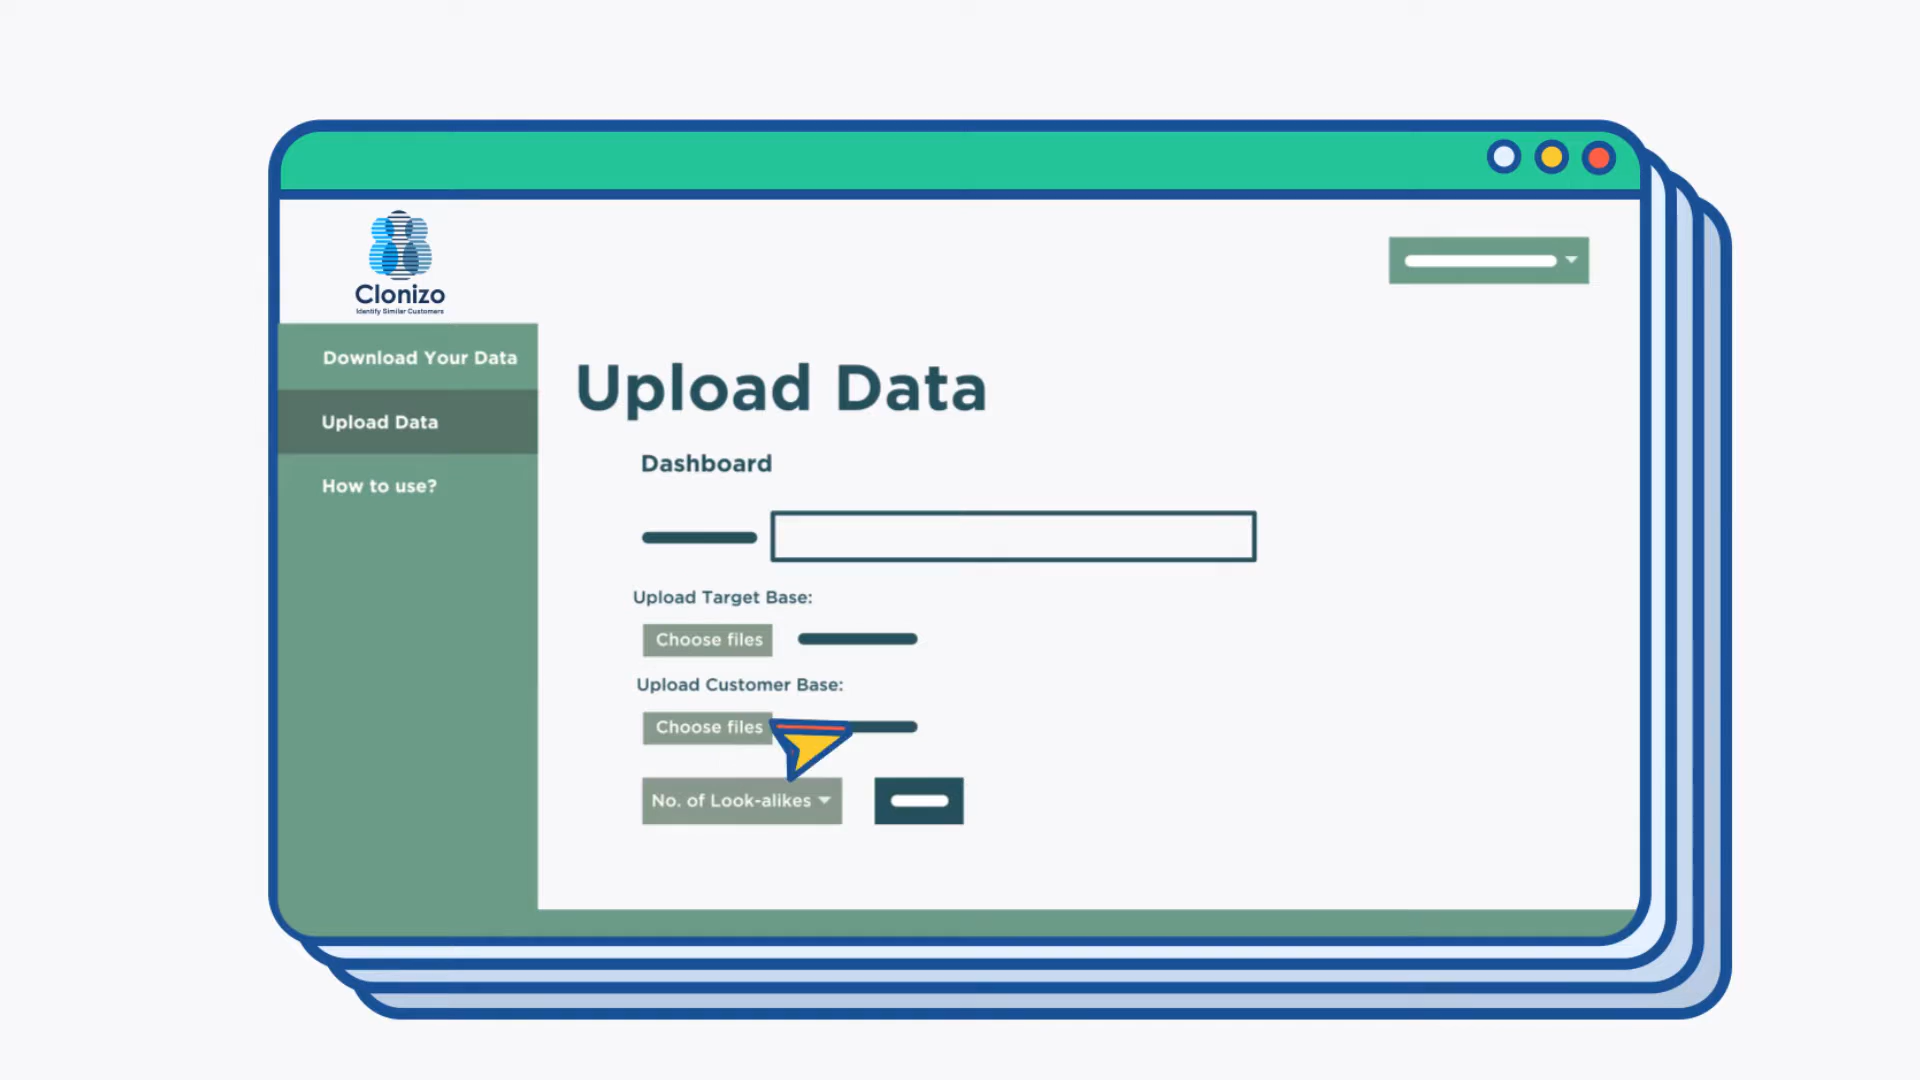 Clonizo
Identify Similar Customers
Download Your Data
Upload Data
How to use?
Upload Data
Dashboard
Upload Target Base:
Choose files
Upload Customer Base:
Choose files
No. of Look-alikes